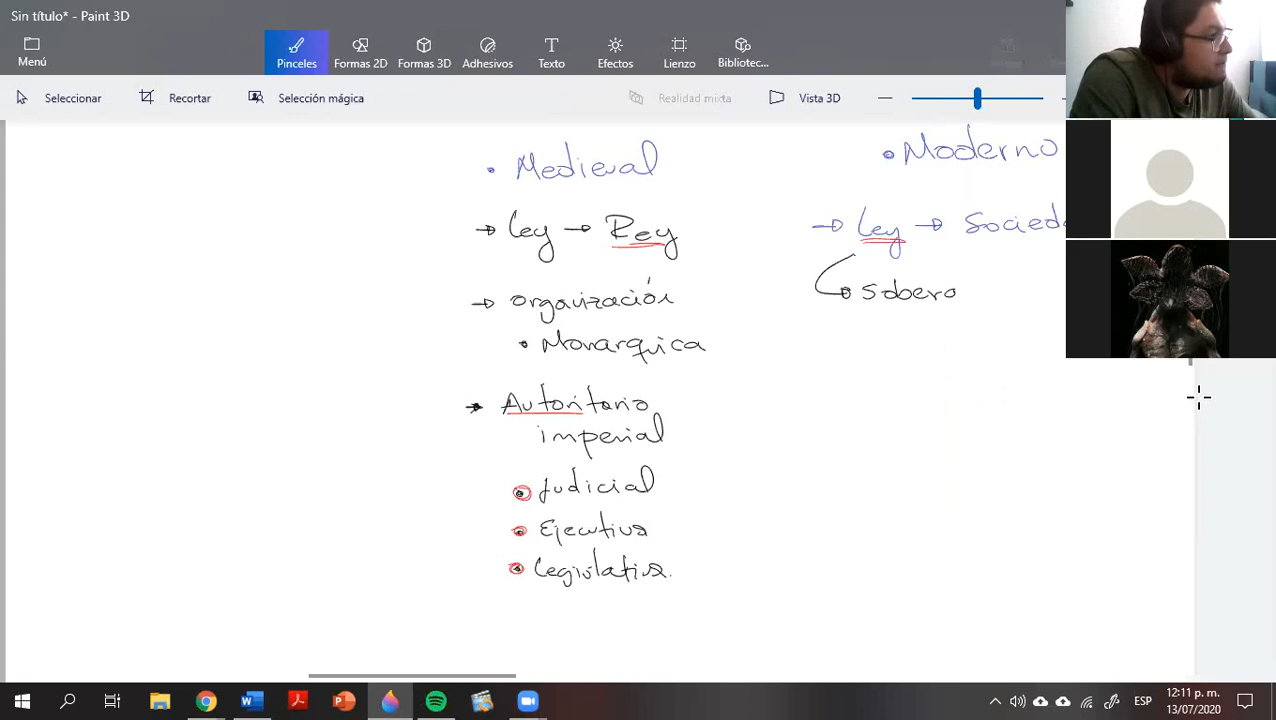 Sin título* - Paint 3D
Menú
Pinceles
Formas 2D
Formas 3D
Adhesivos
Texto
Efectos
Lienzo
Bibliotec...
Seleccionar
Recortar
Selección mágica
Realidad mixta
Vista 3D
• Medieval
→ Ley → Rey
→ organización
• Monarquica
→ Autoritario
imperial
• Judicial
• Ejecutiva
• Legislativa.
• Moderno
→ Ley → Socied
sobera
ESP
12:11 p. m.
13/07/2020